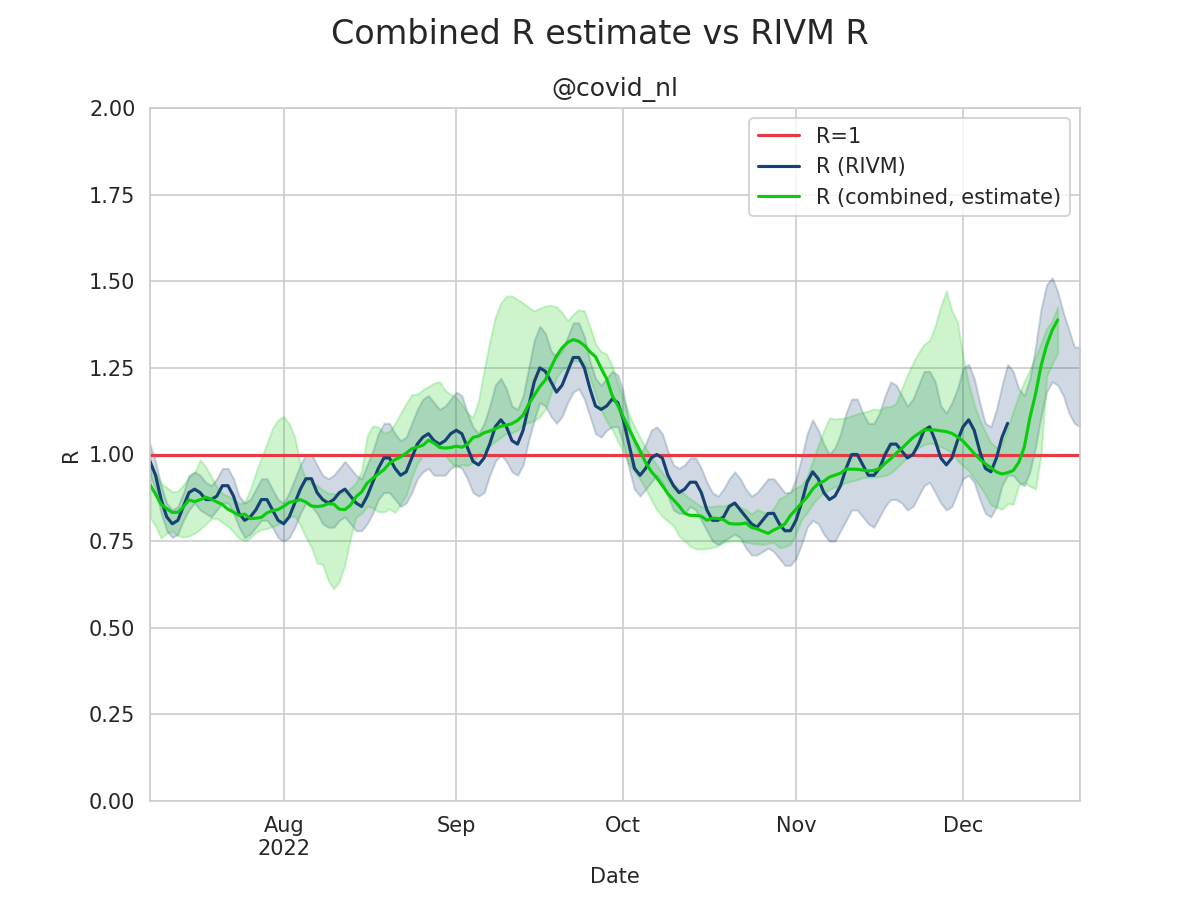 Combined R estimate vs RIVM R
@covid_nl
R=1
R (RIVM)
R (combined, estimate)
2.00
1.75
1.50
1.25
1.00
0.75
0.50
0.25
0.00
R
Aug
2022
Sep
Oct
Nov
Dec
Date